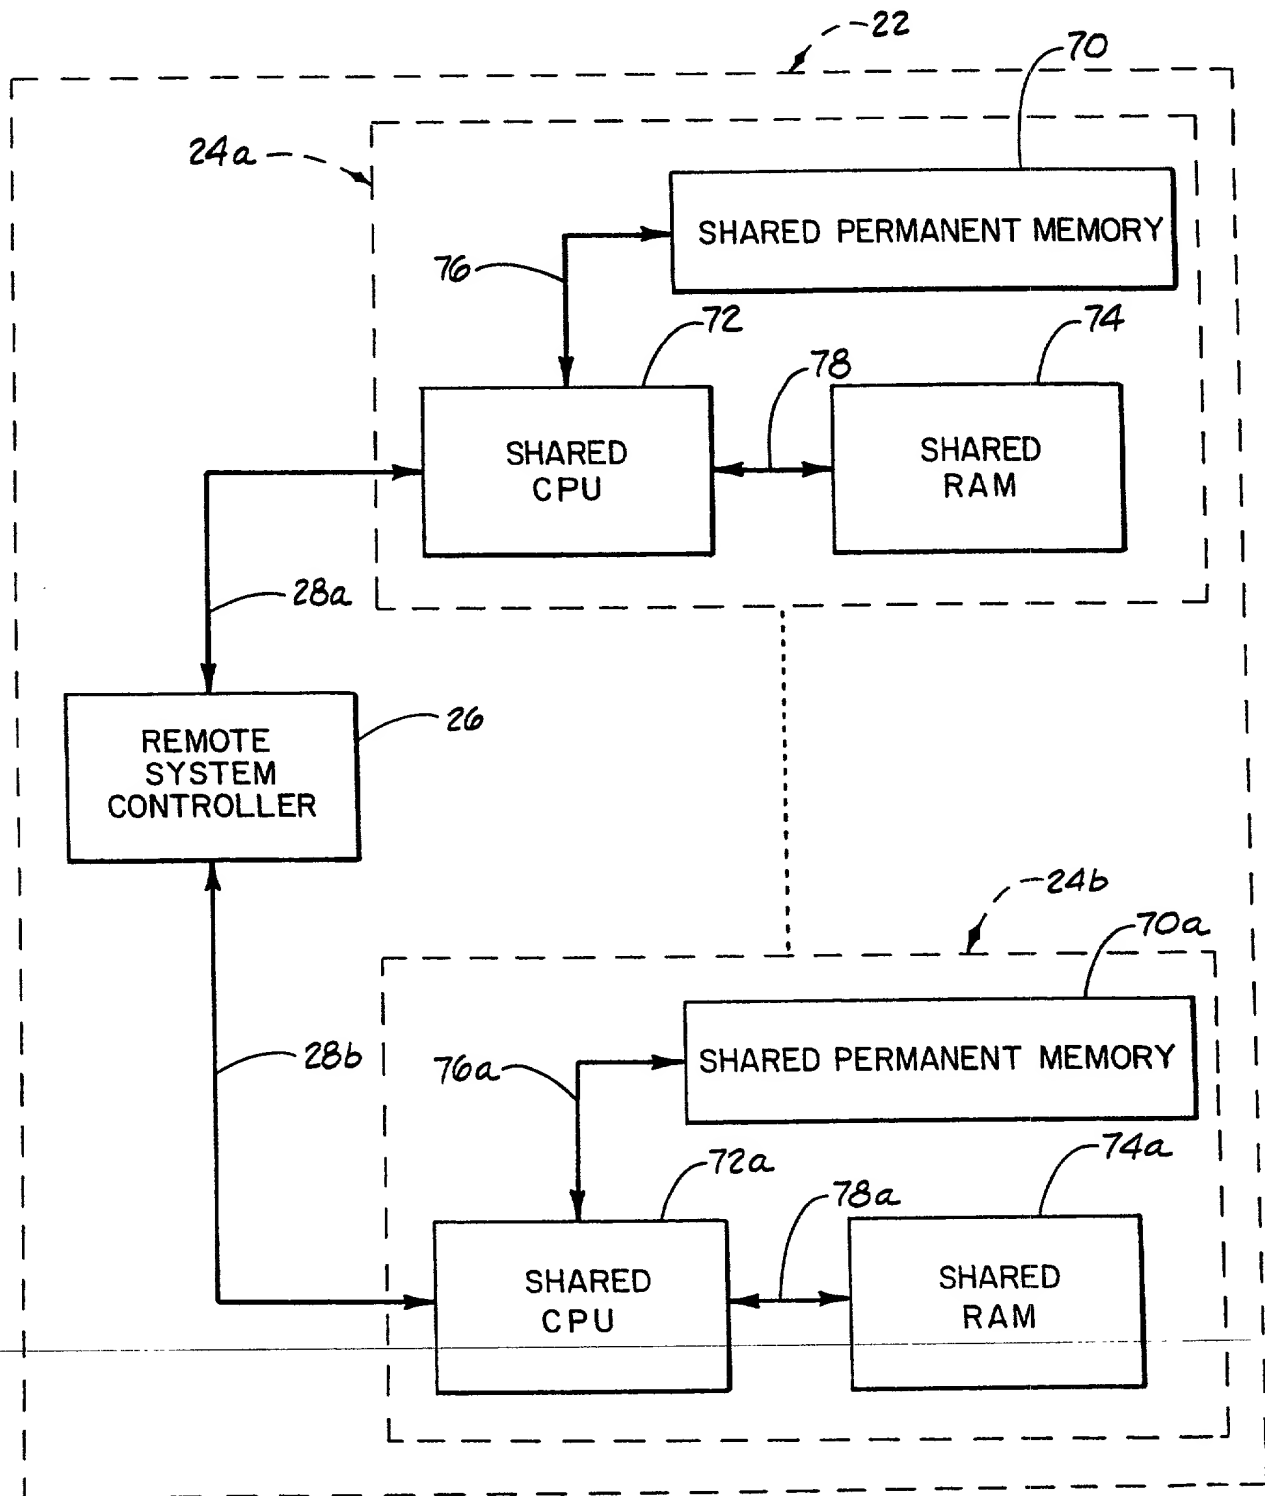 22
70
24a
SHARED PERMANENT MEMORY
76
72
74
78
SHARED
CPU
SHARED
RAM
28a
26
REMOTE
SYSTEM
CONTROLLER
24b
70a
28b
76a
SHARED PERMANENT MEMORY
72a
74a
78a
SHARED
CPU
SHARED
RAM